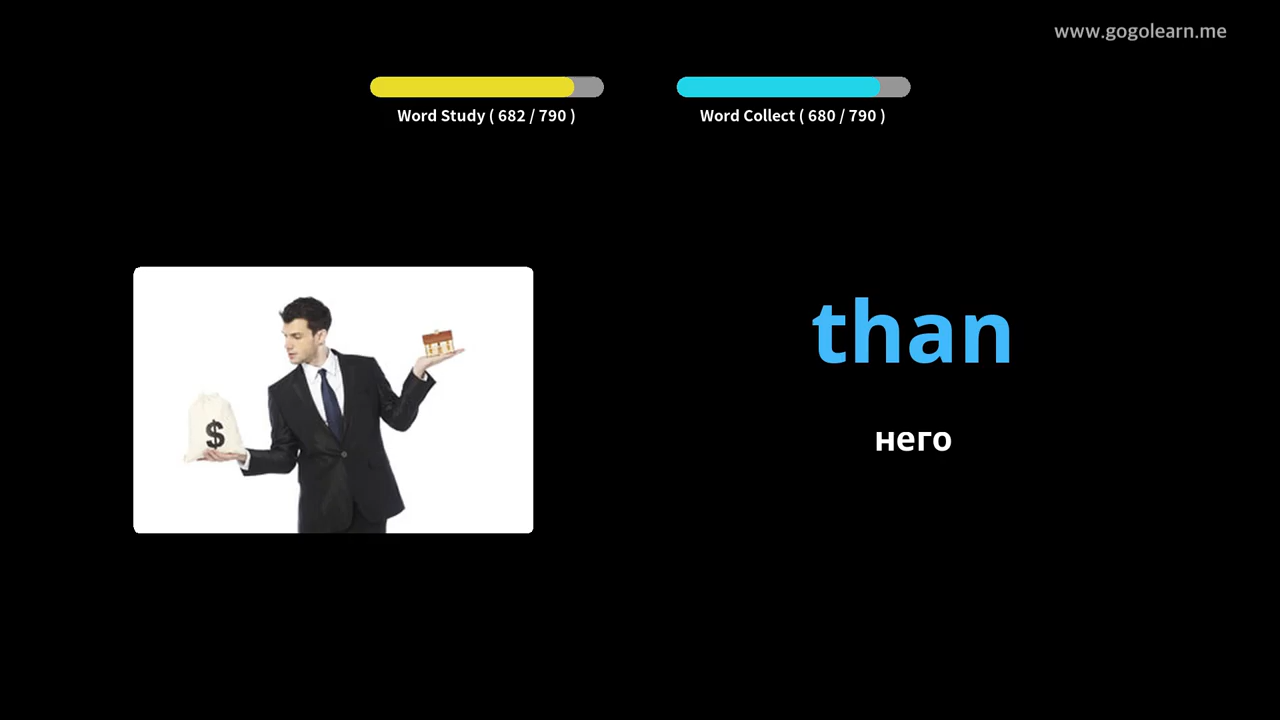 www.gogolearn.me
Word Study ( 682 / 790 )
Word Collect ( 680 / 790 )
$
than
него